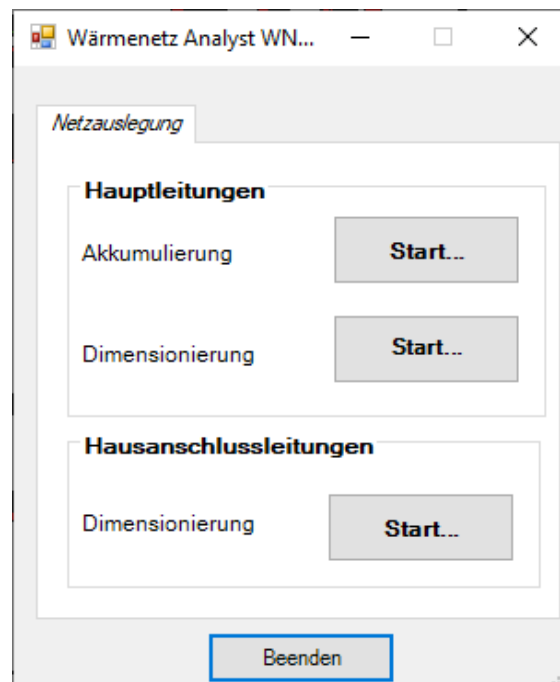 Wärmenetz Analyst WN...
Netzauslegung
Hauptleitungen
Akkumulierung Start...
Dimensionierung Start...
Hausanschlussleitungen
Dimensionierung Start...
Beenden